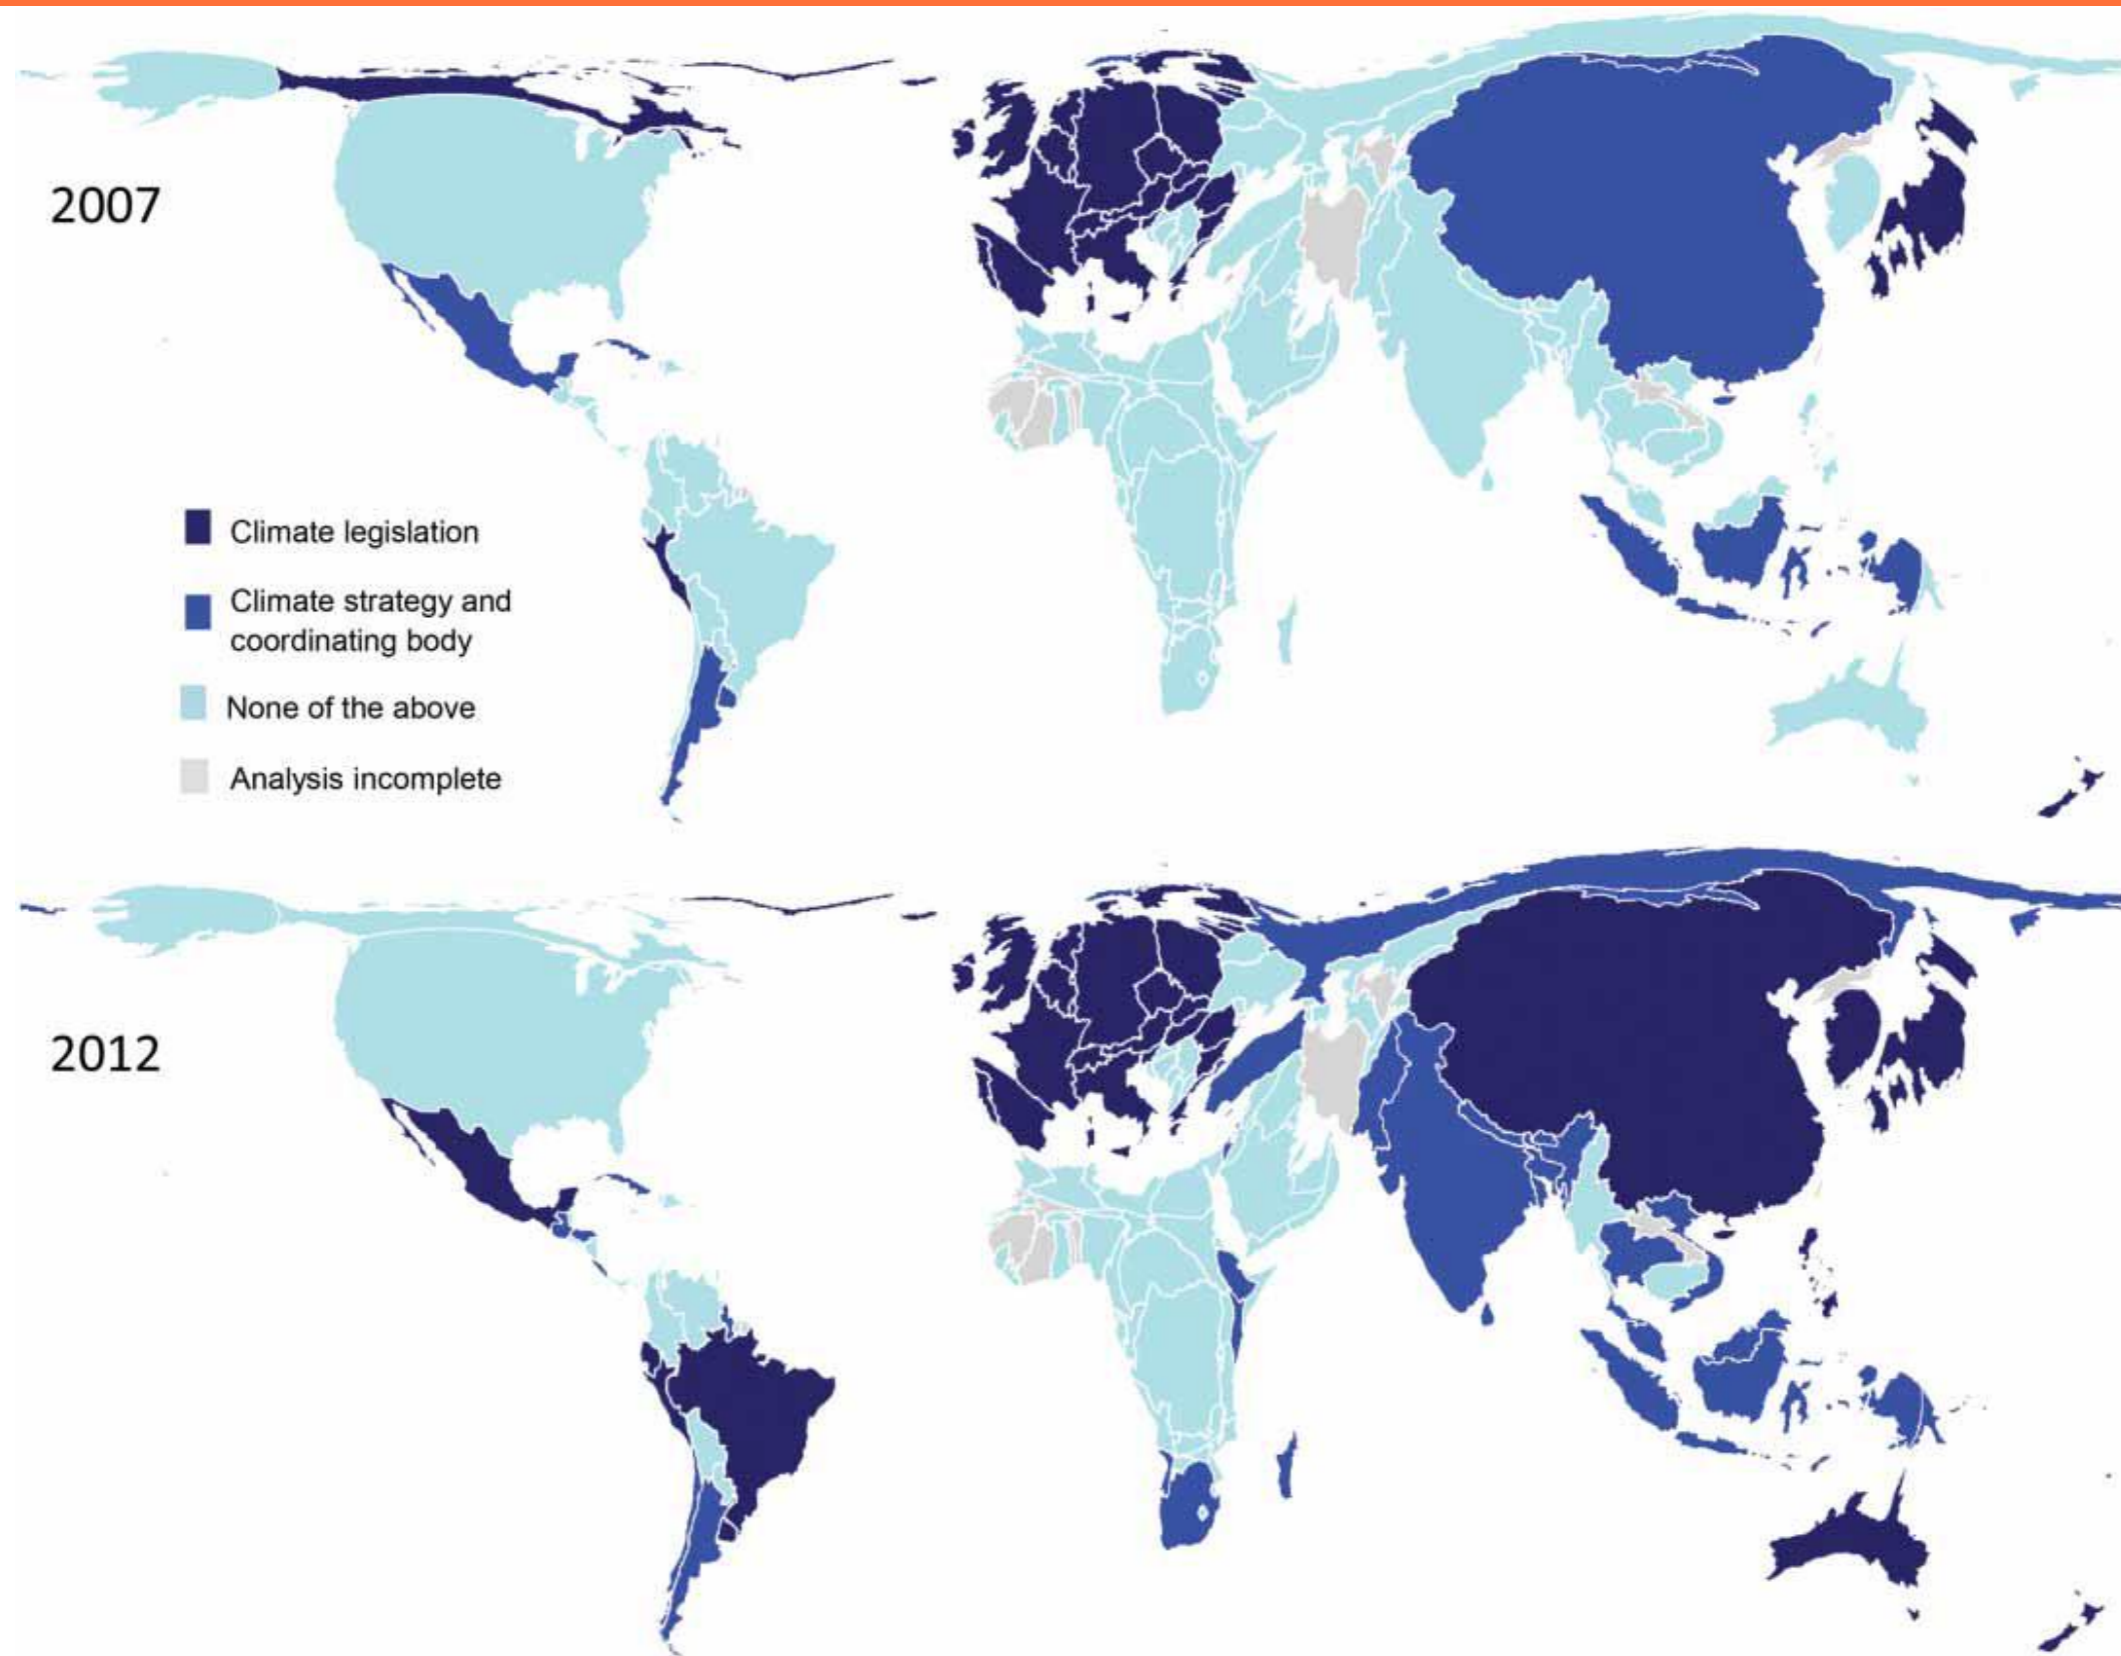 2007
Climate legislation
Climate strategy and
coordinating body
None of the above
Analysis incomplete
2012